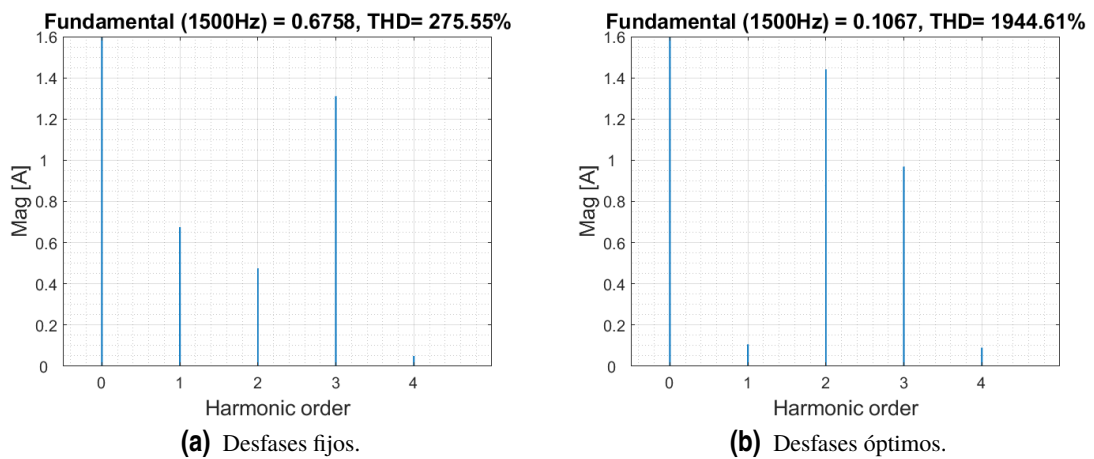 Fundamental (1500Hz) = 0.6758, THD= 275.55%
1.6
1.4
1.2
1
0.8
0.6
0.4
0.2
0
Mag [A]
0 1 2 3 4
Harmonic order
(a) Desfases fijos.
Fundamental (1500Hz) = 0.1067, THD= 1944.61%
1.6
1.4
1.2
1
0.8
0.6
0.4
0.2
0
Mag [A]
0 1 2 3 4
Harmonic order
(b) Desfases óptimos.